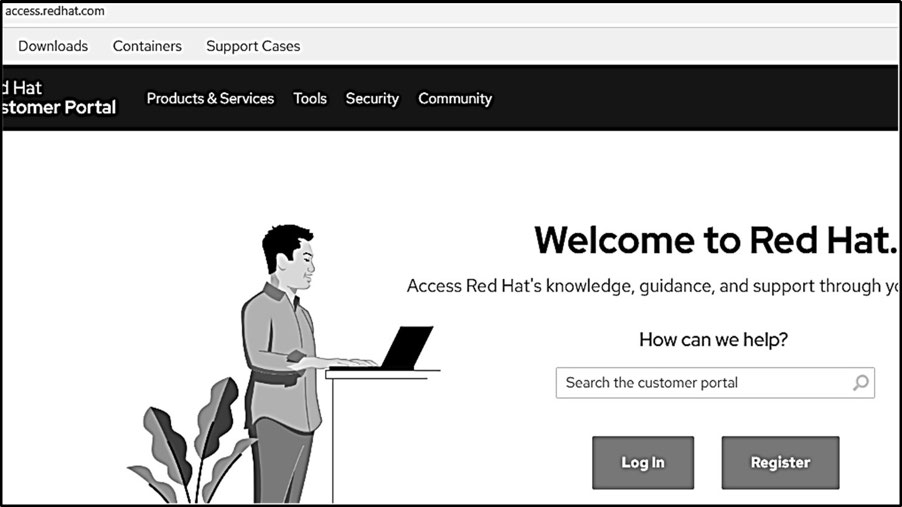 access.redhat.com
Downloads Containers Support Cases
d Hat
stomer Portal
Products & Services Tools Security Community
Welcome to Red Hat.
Access Red Hat's knowledge, guidance, and support through yo
How can we help?
Search the customer portal
Log In Register